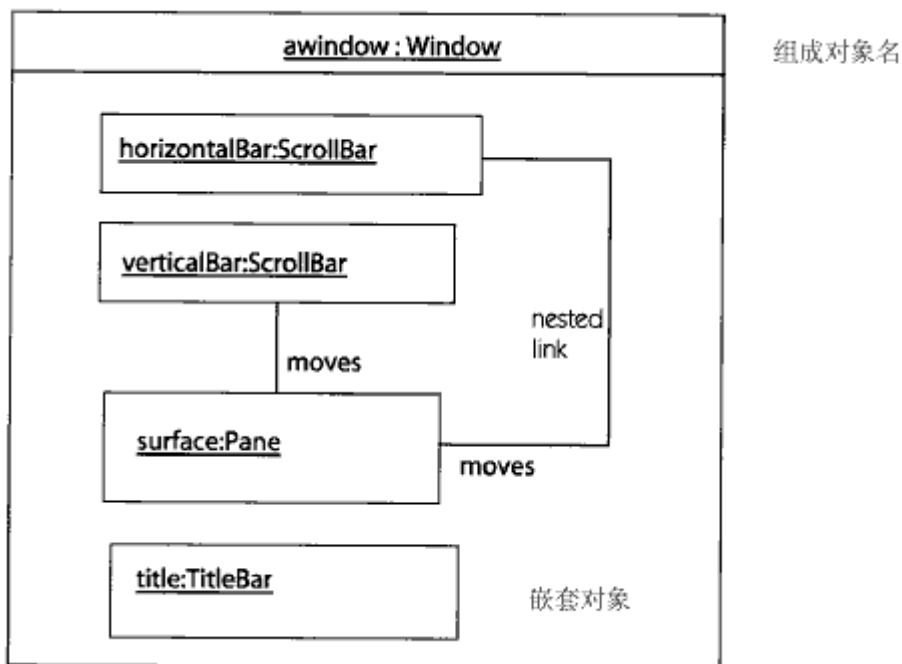 awindow : Window
组成对象名
horizontalBar:ScrollBar
verticalBar:ScrollBar
nested
link
moves
surface:Pane
moves
title:TitleBar
嵌套对象